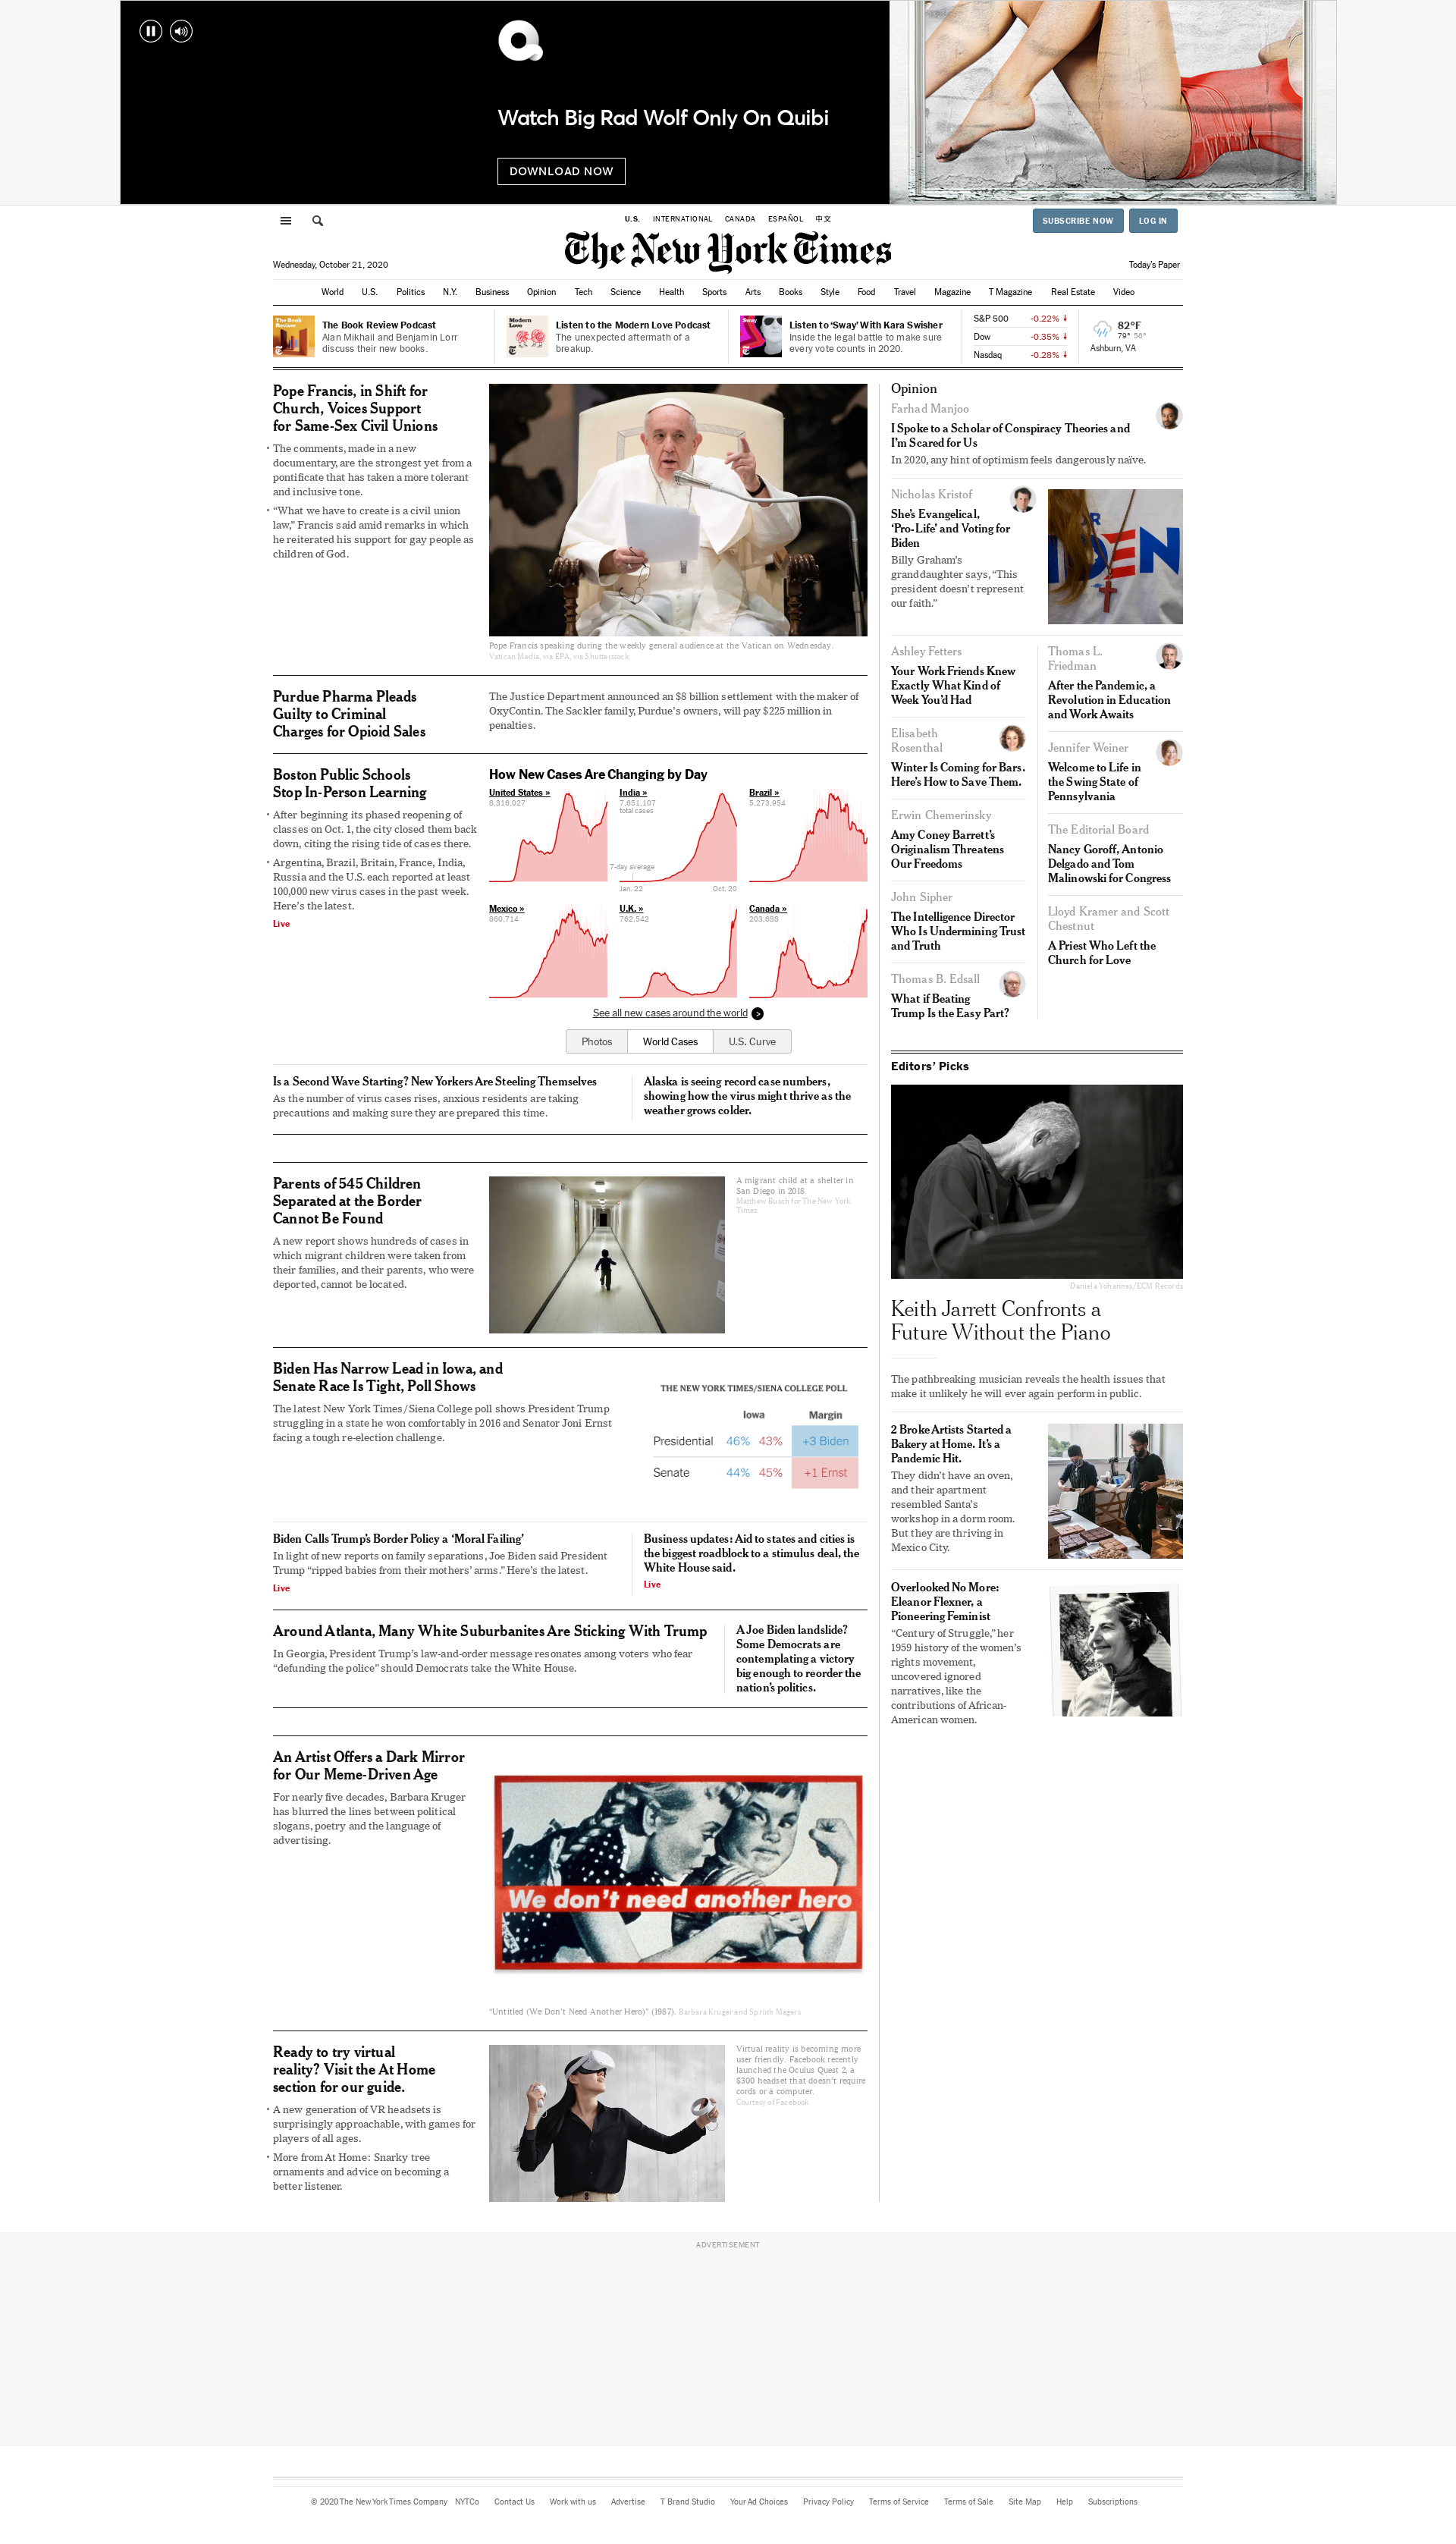 Watch Big Rad Wolf Only On Quibi
DOWNLOAD NOW
U.S. INTERNATIONAL CANADA ESPAÑOL 中文
SUBSCRIBE NOW LOG IN
The New York Times
Wednesday, October 21, 2020
Today's Paper
World U.S. Politics N.Y. Business Opinion Tech Science Health Sports Arts Books Style Food Travel Magazine T Magazine Real Estate Video
The Book Review
The Book Review Podcast
Alan Mikhail and Benjamin Lorr
discuss their new books.
Modern Love
Listen to the Modern Love Podcast
The unexpected aftermath of a
breakup.
Sway
Listen to ‘Sway’ With Kara Swisher
Inside the legal battle to make sure
every vote counts in 2020.
S&P 500 -0.22%
Dow -0.35%
Nasdaq -0.28%
82°F
79° 56°
Ashburn, VA
Pope Francis, in Shift for
Church, Voices Support
for Same-Sex Civil Unions
• The comments, made in a new
documentary, are the strongest yet from a
pontificate that has taken a more tolerant
and inclusive tone.
• “What we have to create is a civil union
law,” Francis said amid remarks in which
he reiterated his support for gay people as
children of God.
Pope Francis speaking during the weekly general audience at the Vatican on Wednesday.
Vatican Media, via EPA, via Shutterstock
Purdue Pharma Pleads
Guilty to Criminal
Charges for Opioid Sales
The Justice Department announced an $8 billion settlement with the maker of
OxyContin. The Sackler family, Purdue’s owners, will pay $225 million in
penalties.
Boston Public Schools
Stop In-Person Learning
• After beginning its phased reopening of
classes on Oct. 1, the city closed them back
down, citing the rising tide of cases there.
• Argentina, Brazil, Britain, France, India,
Russia and the U.S. each reported at least
100,000 new virus cases in the past week.
Here’s the latest.
Live
How New Cases Are Changing by Day
United States »
8,316,027
India »
7,651,107
total cases
Brazil »
5,273,954
7-day average
Jan. 22 Oct. 20
Mexico »
860,714
U.K. »
762,542
Canada »
203,688
See all new cases around the world
Photos World Cases U.S. Curve
Is a Second Wave Starting? New Yorkers Are Steeling Themselves
As the number of virus cases rises, anxious residents are taking
precautions and making sure they are prepared this time.
Alaska is seeing record case numbers,
showing how the virus might thrive as the
weather grows colder.
Parents of 545 Children
Separated at the Border
Cannot Be Found
A new report shows hundreds of cases in
which migrant children were taken from
their families, and their parents, who were
deported, cannot be located.
A migrant child at a shelter in
San Diego in 2018.
Matthew Busch for The New York
Times
Biden Has Narrow Lead in Iowa, and
Senate Race Is Tight, Poll Shows
The latest New York Times/Siena College poll shows President Trump
struggling in a state he won comfortably in 2016 and Senator Joni Ernst
facing a tough re-election challenge.
THE NEW YORK TIMES/SIENA COLLEGE POLL
Iowa Margin
Presidential 46% 43% +3 Biden
Senate 44% 45% +1 Ernst
Biden Calls Trump’s Border Policy a ‘Moral Failing’
In light of new reports on family separations, Joe Biden said President
Trump “ripped babies from their mothers’ arms.” Here’s the latest.
Live
Business updates: Aid to states and cities is
the biggest roadblock to a stimulus deal, the
White House said.
Live
Around Atlanta, Many White Suburbanites Are Sticking With Trump
In Georgia, President Trump’s law-and-order message resonates among voters who fear
“defunding the police” should Democrats take the White House.
A Joe Biden landslide?
Some Democrats are
contemplating a victory
big enough to reorder the
nation’s politics.
An Artist Offers a Dark Mirror
for Our Meme-Driven Age
For nearly five decades, Barbara Kruger
has blurred the lines between political
slogans, poetry and the language of
advertising.
We don't need another hero
“Untitled (We Don’t Need Another Hero)” (1987). Barbara Kruger and Sprüth Magers
Ready to try virtual
reality? Visit the At Home
section for our guide.
• A new generation of VR headsets is
surprisingly approachable, with games for
players of all ages.
• More from At Home: Snarky tree
ornaments and advice on becoming a
better listener.
Virtual reality is becoming more
user friendly. Facebook recently
launched the Oculus Quest 2, a
$300 headset that doesn’t require
cords or a computer.
Courtesy of Facebook
Opinion
Farhad Manjoo
I Spoke to a Scholar of Conspiracy Theories and
I’m Scared for Us
In 2020, any hint of optimism feels dangerously naïve.
Nicholas Kristof
She’s Evangelical,
‘Pro-Life’ and Voting for
Biden
Billy Graham’s
granddaughter says, “This
president doesn’t represent
our faith.”
Ashley Fetters
Your Work Friends Knew
Exactly What Kind of
Week You’d Had
Elisabeth
Rosenthal
Winter Is Coming for Bars.
Here’s How to Save Them.
Erwin Chemerinsky
Amy Coney Barrett’s
Originalism Threatens
Our Freedoms
John Sipher
The Intelligence Director
Who Is Undermining Trust
and Truth
Thomas B. Edsall
What if Beating
Trump Is the Easy Part?
Thomas L.
Friedman
After the Pandemic, a
Revolution in Education
and Work Awaits
Jennifer Weiner
Welcome to Life in
the Swing State of
Pennsylvania
The Editorial Board
Nancy Goroff, Antonio
Delgado and Tom
Malinowski for Congress
Lloyd Kramer and Scott
Chestnut
A Priest Who Left the
Church for Love
Editors’ Picks
Daniela Yohannes/ECM Records
Keith Jarrett Confronts a
Future Without the Piano
The pathbreaking musician reveals the health issues that
make it unlikely he will ever again perform in public.
2 Broke Artists Started a
Bakery at Home. It’s a
Pandemic Hit.
They didn’t have an oven,
and their apartment
resembled Santa’s
workshop in a dorm room.
But they are thriving in
Mexico City.
Overlooked No More:
Eleanor Flexner, a
Pioneering Feminist
“Century of Struggle,” her
1959 history of the women’s
rights movement,
uncovered ignored
narratives, like the
contributions of African-
American women.
ADVERTISEMENT
© 2020 The New York Times Company NYTCo Contact Us Work with us Advertise T Brand Studio Your Ad Choices Privacy Policy Terms of Service Terms of Sale Site Map Help Subscriptions